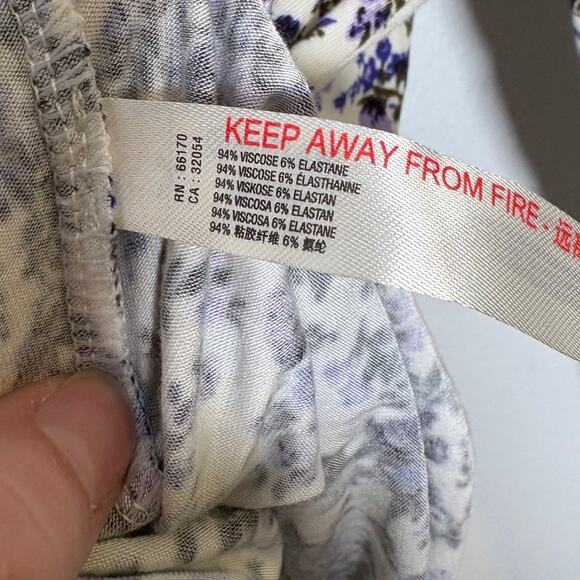 RN : 66170
CA : 32054
KEEP AWAY FROM FIRE - 远
94% VISCOSE 6% ELASTANE
94% VISCOSE 6% ÉLASTHANNE
94% VISKOSE 6% ELASTAN
94% VISCOSA 6% ELASTAN
94% VISCOSA 6% ELASTANE
94% 粘胶纤维 6% 氨纶